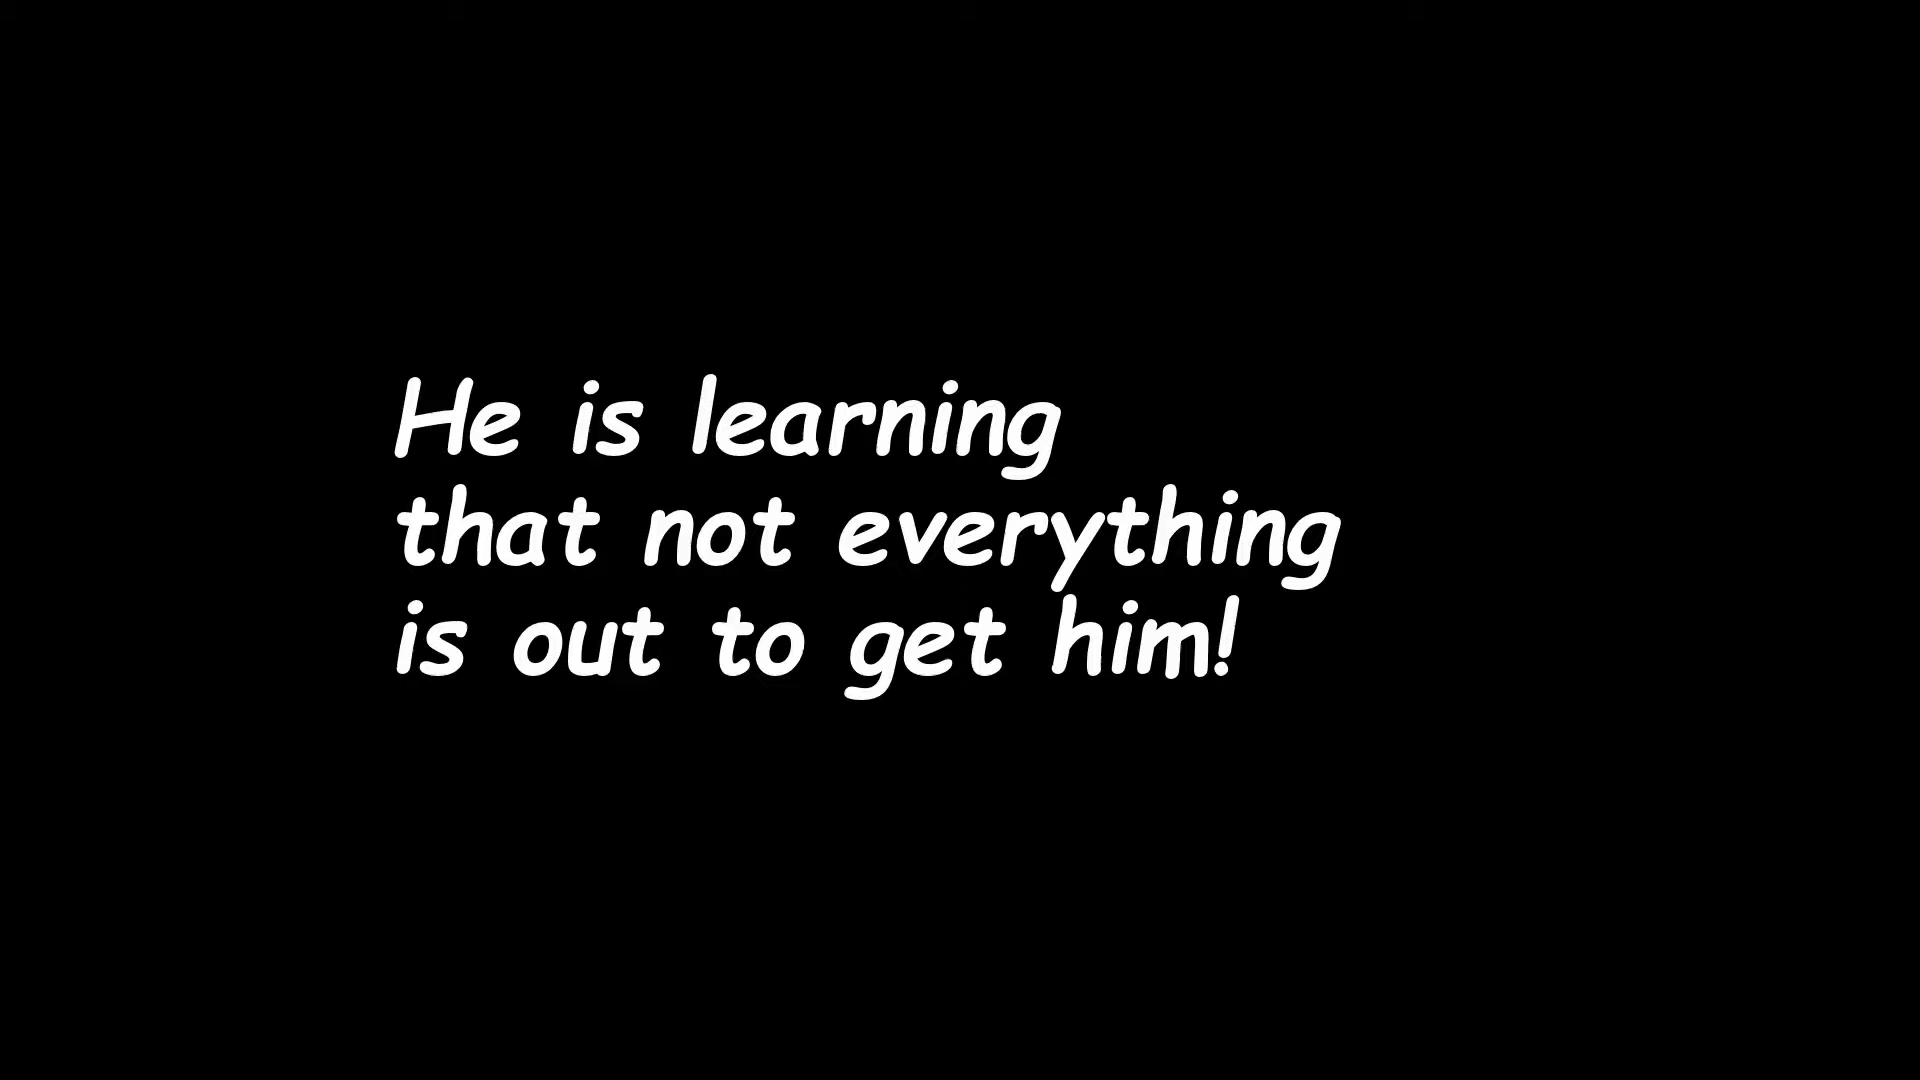 He is learning
that not everything
is out to get him!